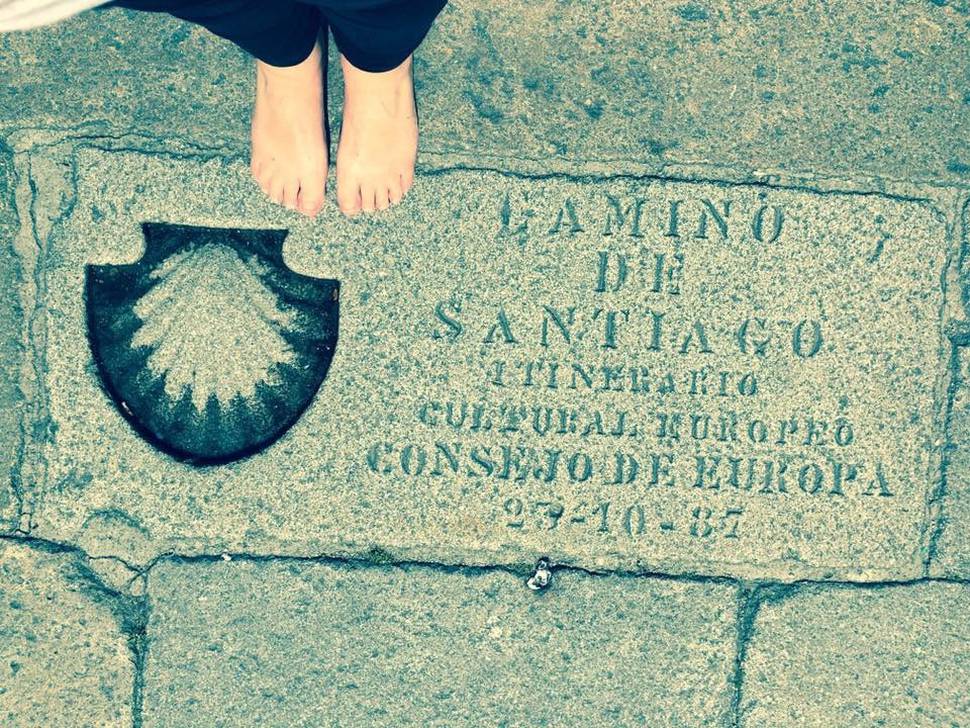 CAMINO
DE
SANTIAGO
ITINERARIO
CULTURAL EUROPEO
CONSEJO DE EUROPA
23-10-87